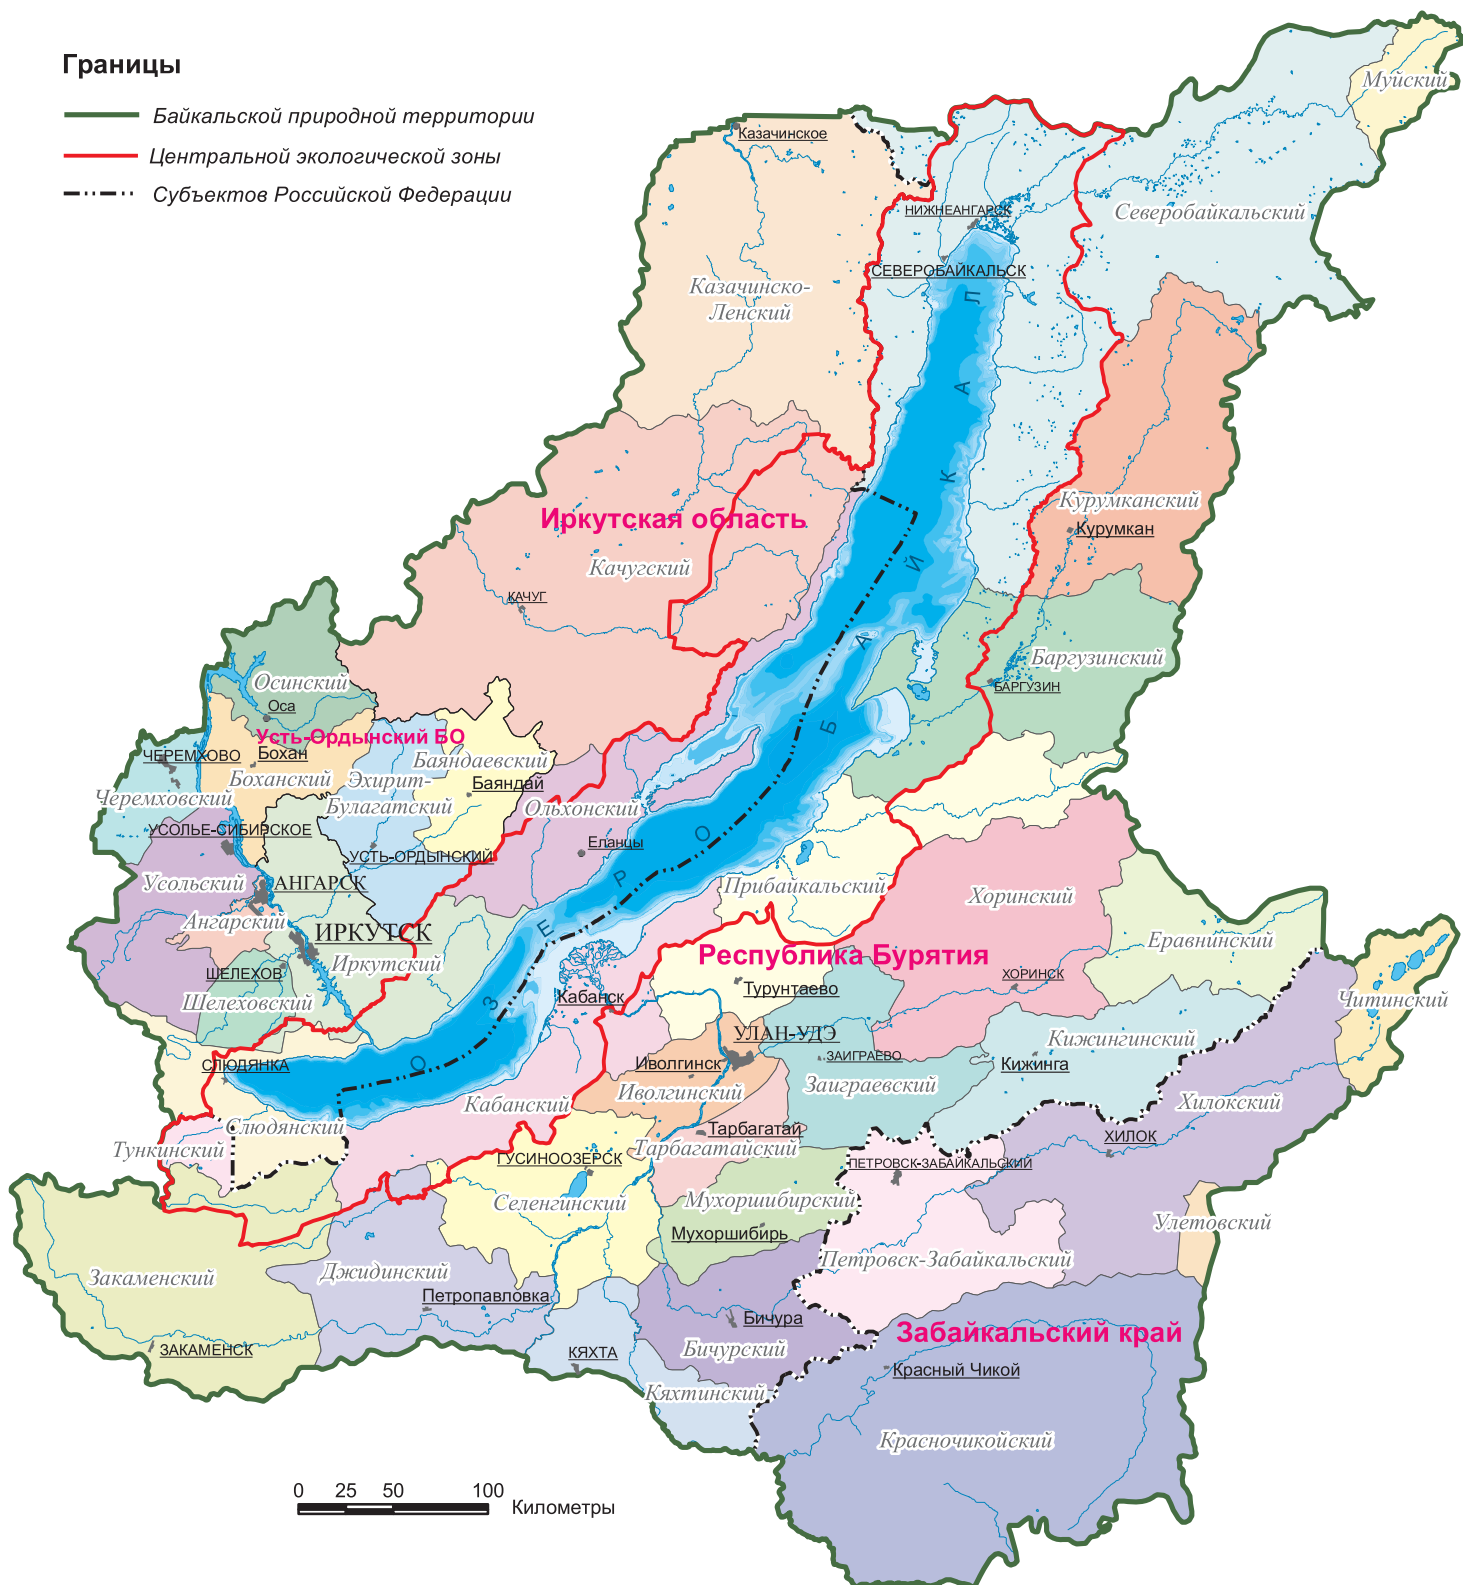 Границы
Байкальской природной территории
Центральной экологической зоны
Субъектов Российской Федерации
Муйский
Казачинское
НИЖНЕАНГАРСК
Северобайкальский
СЕВЕРОБАЙКАЛЬСК
Казачинско-
Ленский
ОЗЕРО БАЙКАЛ
Курумканский
Курумкан
Иркутская область
Качугский
КАЧУГ
Баргузинский
БАРГУЗИН
Осинский
Оса
Усть-Ордынский БО
Бохан
ЧЕРЕМХОВО
Боханский
Баяндаевский
Баяндай
Эхирит-
Булагатский
Черемховский
Ольхонский
УСОЛЬЕ-СИБИРСКОЕ
Еланцы
УСТЬ-ОРДЫНСКИЙ
Усольский
АНГАРСК
Прибайкальский
Хоринский
Ангарский
ИРКУТСК
Иркутский
Еравнинский
Республика Бурятия
ШЕЛЕХОВ
Шелеховский
Кабанск
Турунтаево
ХОРИНСК
Читинский
УЛАН-УДЭ
Кижингинский
СЛЮДЯНКА
Иволгинск
ЗАИГРАЕВО
Кижинга
Иволгинский
Заиграевский
Кабанский
Хилокский
Слюдянский
Тункинский
Тарбагатай
Тарбагатайский
ХИЛОК
ГУСИНООЗЕРСК
ПЕТРОВСК-ЗАБАЙКАЛЬСКИЙ
Селенгинский
Мухоршибирский
Мухоршибирь
Улетовский
Петровск-Забайкальский
Закаменский
Джидинский
Петропавловка
Бичура
Забайкальский край
ЗАКАМЕНСК
КЯХТА
Бичурский
Красный Чикой
Кяхтинский
Красночикойский
0 25 50 100
Километры